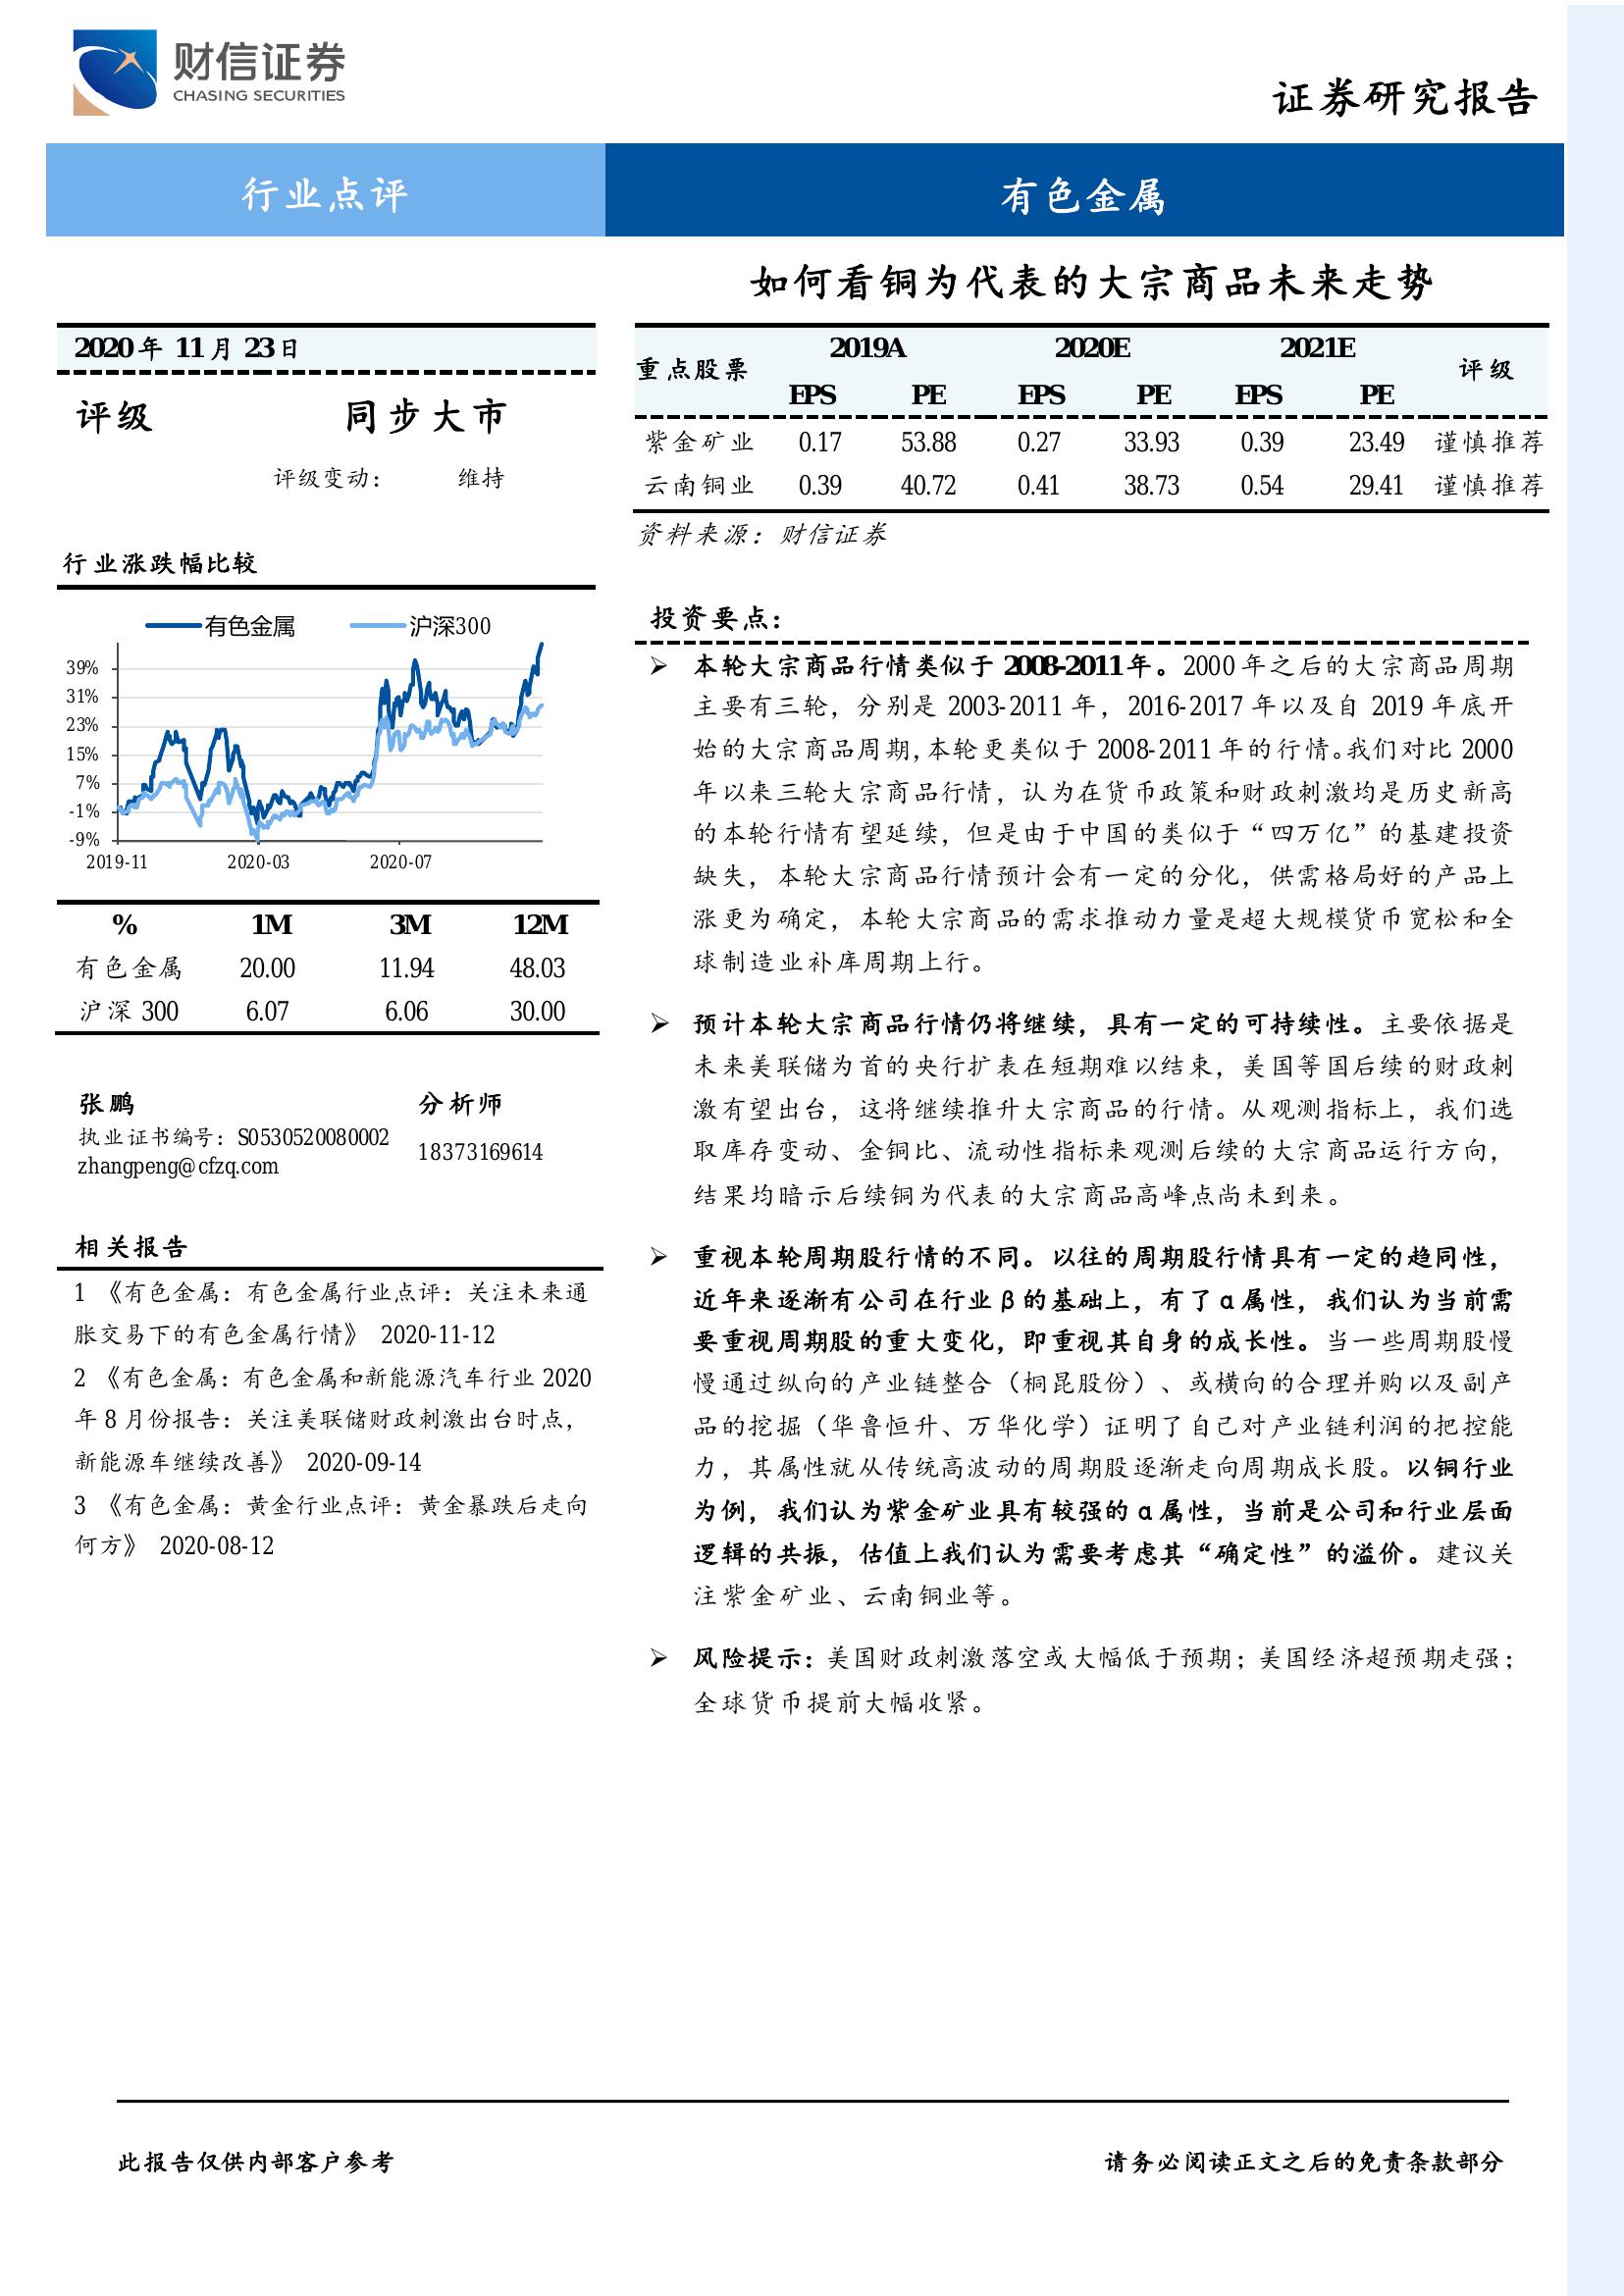 财信证券
CHASING SECURITIES
证券研究报告
行业点评
有色金属
如何看铜为代表的大宗商品未来走势
2020 年 11 月 23 日
评级 同步大市
评级变动： 维持
行业涨跌幅比较
有色金属 沪深300
39%
31%
23%
15%
7%
-1%
-9%
2019-11 2020-03 2020-07
% 1M 3M 12M
有色金属 20.00 11.94 48.03
沪深 300 6.07 6.06 30.00
张鹏 分析师
执业证书编号：S0530520080002 18373169614
zhangpeng@cfzq.com
相关报告
1 《有色金属：有色金属行业点评：关注未来通
胀交易下的有色金属行情》 2020-11-12
2 《有色金属：有色金属和新能源汽车行业 2020
年 8 月份报告：关注美联储财政刺激出台时点，
新能源车继续改善》 2020-09-14
3 《有色金属：黄金行业点评：黄金暴跌后走向
何方》 2020-08-12
重点股票 2019A 2020E 2021E 评级
EPS PE EPS PE EPS PE
紫金矿业 0.17 53.88 0.27 33.93 0.39 23.49 谨慎推荐
云南铜业 0.39 40.72 0.41 38.73 0.54 29.41 谨慎推荐
资料来源：财信证券
投资要点：
➢ 本轮大宗商品行情类似于 2008-2011 年。2000 年之后的大宗商品周期
主要有三轮，分别是 2003-2011 年，2016-2017 年以及自 2019 年底开
始的大宗商品周期，本轮更类似于 2008-2011 年的行情。我们对比 2000
年以来三轮大宗商品行情，认为在货币政策和财政刺激均是历史新高
的本轮行情有望延续，但是由于中国的类似于“四万亿”的基建投资
缺失，本轮大宗商品行情预计会有一定的分化，供需格局好的产品上
涨更为确定，本轮大宗商品的需求推动力量是超大规模货币宽松和全
球制造业补库周期上行。
➢ 预计本轮大宗商品行情仍将继续，具有一定的可持续性。主要依据是
未来美联储为首的央行扩表在短期难以结束，美国等国后续的财政刺
激有望出台，这将继续推升大宗商品的行情。从观测指标上，我们选
取库存变动、金铜比、流动性指标来观测后续的大宗商品运行方向，
结果均暗示后续铜为代表的大宗商品高峰点尚未到来。
➢ 重视本轮周期股行情的不同。以往的周期股行情具有一定的趋同性，
近年来逐渐有公司在行业 β 的基础上，有了 α 属性，我们认为当前需
要重视周期股的重大变化，即重视其自身的成长性。当一些周期股慢
慢通过纵向的产业链整合（桐昆股份）、或横向的合理并购以及副产
品的挖掘（华鲁恒升、万华化学）证明了自己对产业链利润的把控能
力，其属性就从传统高波动的周期股逐渐走向周期成长股。以铜行业
为例，我们认为紫金矿业具有较强的 α 属性，当前是公司和行业层面
逻辑的共振，估值上我们认为需要考虑其“确定性”的溢价。建议关
注紫金矿业、云南铜业等。
➢ 风险提示：美国财政刺激落空或大幅低于预期；美国经济超预期走强；
全球货币提前大幅收紧。
此报告仅供内部客户参考 请务必阅读正文之后的免责条款部分